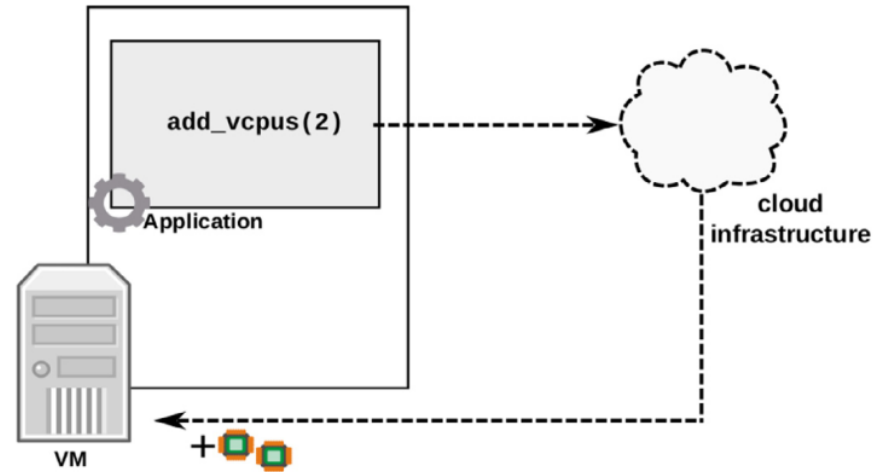 add_vcpus(2)
Application
cloud
infrastructure
+
VM